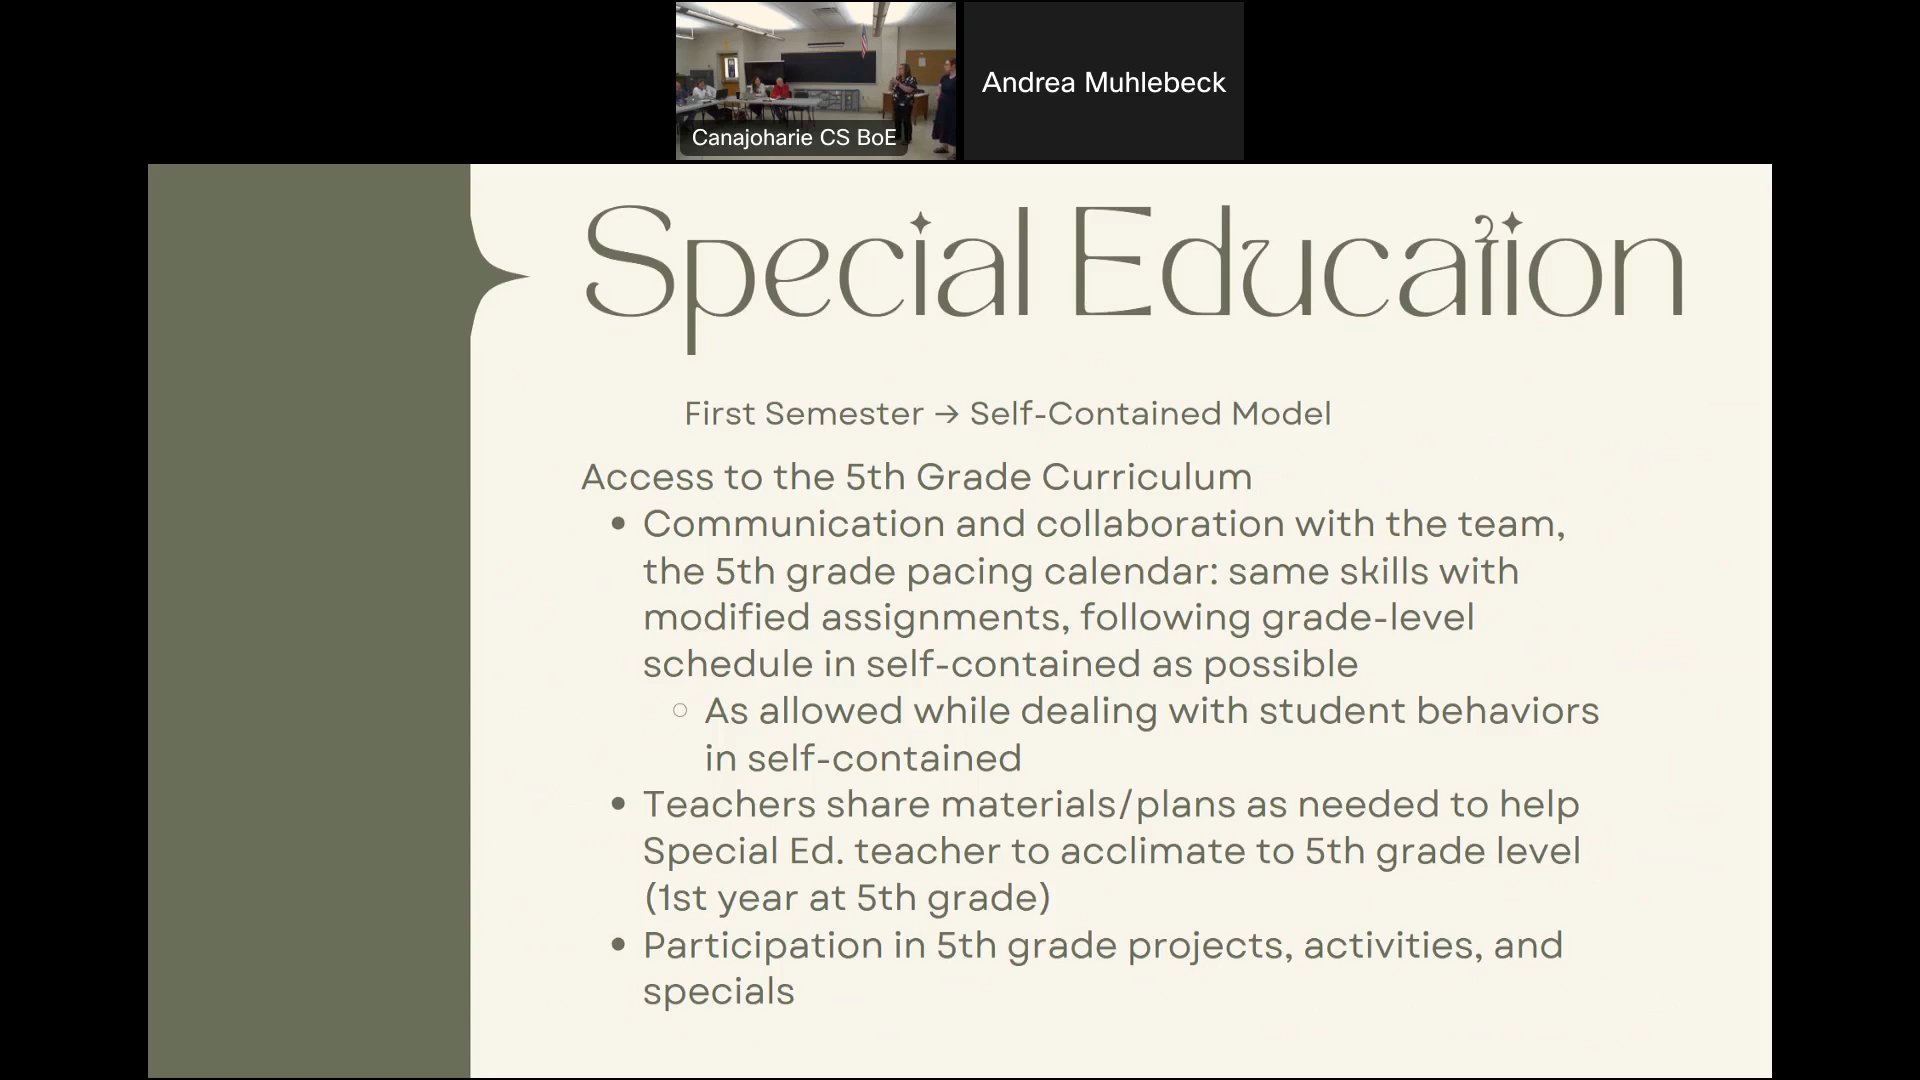 Canajoharie CS BoE
Andrea Muhlebeck
Special Education
First Semester → Self-Contained Model
Access to the 5th Grade Curriculum
• Communication and collaboration with the team,
the 5th grade pacing calendar: same skills with
modified assignments, following grade-level
schedule in self-contained as possible
○ As allowed while dealing with student behaviors
in self-contained
• Teachers share materials/plans as needed to help
Special Ed. teacher to acclimate to 5th grade level
(1st year at 5th grade)
• Participation in 5th grade projects, activities, and
specials